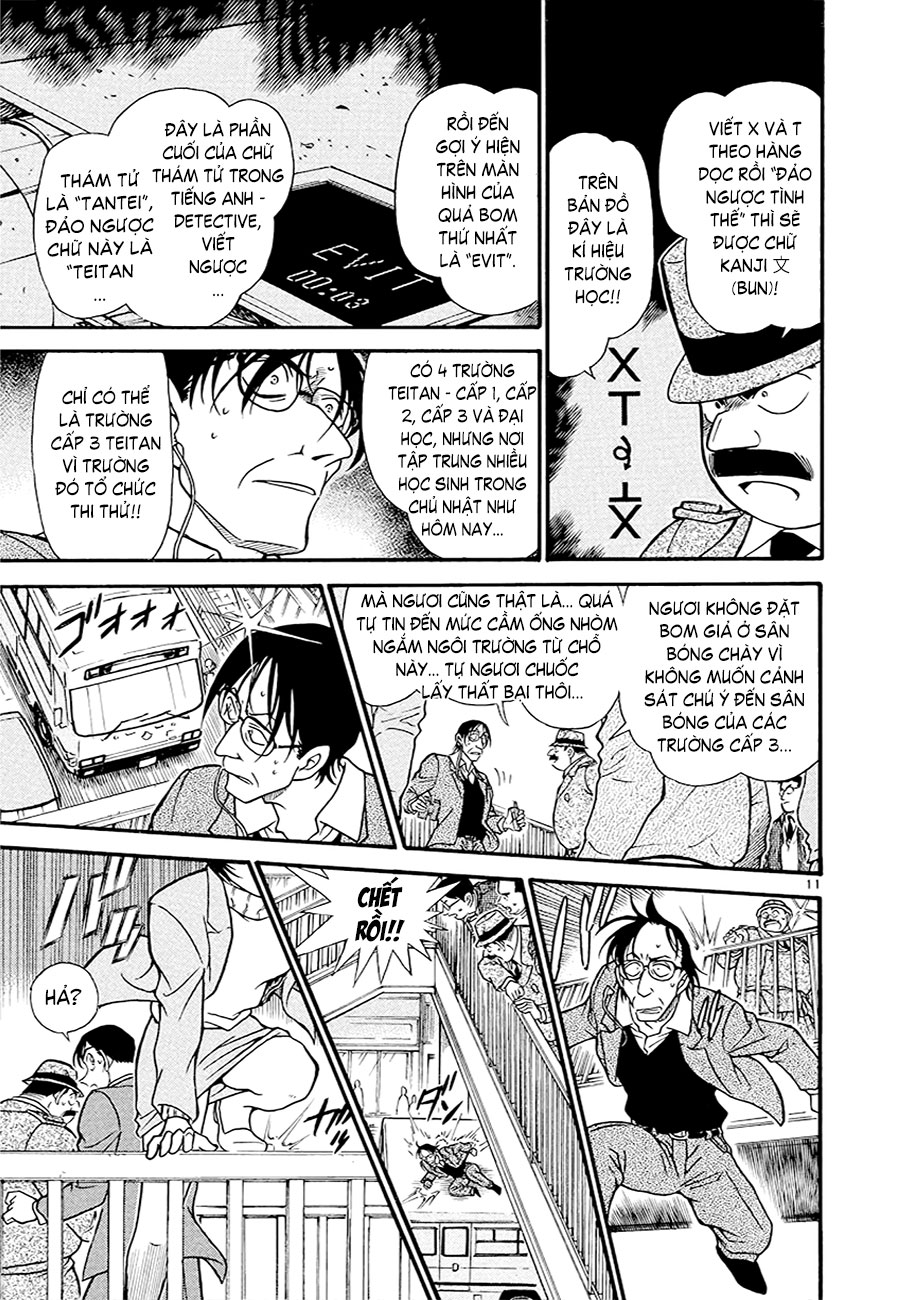 VIẾT X VÀ T
THEO HÀNG
DỌC RỒI "ĐẢO
NGƯỢC TÌNH
THẾ" THÌ SẼ
ĐƯỢC CHỮ
KANJI 文
(BUN)!
TRÊN
BẢN ĐỒ
ĐÂY LÀ
KÍ HIỆU
TRƯỜNG
HỌC!!
X
T
RỒI ĐẾN
GỢI Ý HIỆN
TRÊN MÀN
HÌNH CỦA
QUẢ BOM
THỨ NHẤT
LÀ "EVIT".
ĐÂY LÀ PHẦN
CUỐI CỦA CHỮ
THÁM TỬ TRONG
TIẾNG ANH -
DETECTIVE,
VIẾT
NGƯỢC
...
THÁM TỬ
LÀ "TANTEI",
ĐẢO NGƯỢC
CHỮ NÀY LÀ
"TEITAN
...
EVIT
00:03
CÓ 4 TRƯỜNG
TEITAN - CẤP 1, CẤP
2, CẤP 3 VÀ ĐẠI
HỌC, NHƯNG NƠI
TẬP TRUNG NHIỀU
HỌC SINH TRONG
CHỦ NHẬT NHƯ
HÔM NAY...
CHỈ CÓ THỂ
LÀ TRƯỜNG
CẤP 3 TEITAN
VÌ TRƯỜNG
ĐÓ TỔ CHỨC
THI THỬ!!
NGƯƠI KHÔNG ĐẶT
BOM GIẢ Ở SÂN
BÓNG CHÀY VÌ
KHÔNG MUỐN CẢNH
SÁT CHÚ Ý ĐẾN SÂN
BÓNG CỦA CÁC
TRƯỜNG CẤP 3...
MÀ NGƯƠI CŨNG THẬT LÀ... QUÁ
TỰ TIN ĐẾN MỨC CẦM ỐNG NHÒM
NGẮM NGÔI TRƯỜNG TỪ CHỖ
NÀY... TỰ NGƯƠI CHUỐC
LẤY THẤT BẠI THÔI...
ゴオオオ
11
CHẾT
RỒI!!
ダン
HẢ?
バッ